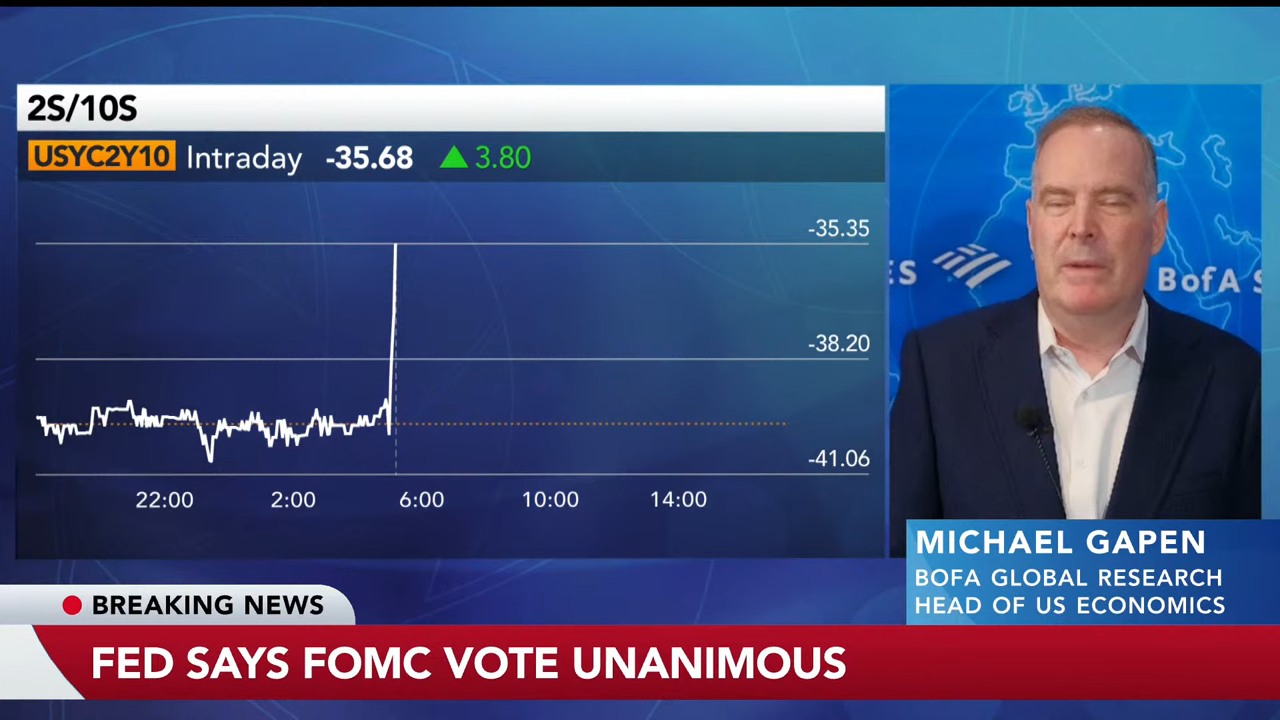 2S/10S
USYC2Y10 Intraday -35.68 ▲ 3.80
-35.35
-38.20
-41.06
22:00 2:00 6:00 10:00 14:00
ES BofA S
MICHAEL GAPEN
BOFA GLOBAL RESEARCH
HEAD OF US ECONOMICS
BREAKING NEWS
FED SAYS FOMC VOTE UNANIMOUS